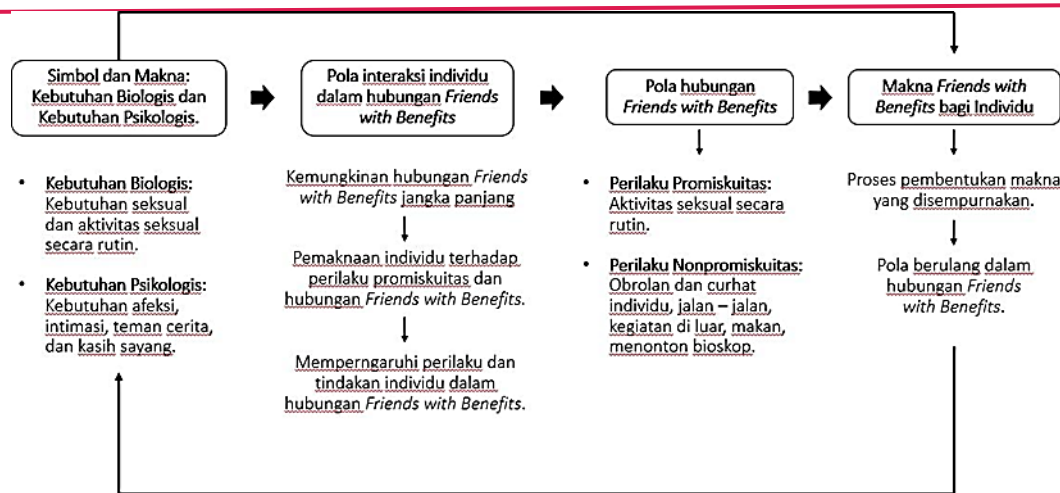 Simbol dan Makna:
Kebutuhan Biologis dan
Kebutuhan Psikologis.
• Kebutuhan Biologis:
Kebutuhan seksual
dan aktivitas seksual
secara rutin.
• Kebutuhan Psikologis:
Kebutuhan afeksi,
intimasi, teman cerita,
dan kasih sayang.
Pola interaksi individu
dalam hubungan Friends
with Benefits
Kemungkinan hubungan Friends
with Benefits jangka panjang
Pemaknaan individu terhadap
perilaku promiskuitas dan
hubungan Friends with Benefits.
Memperngaruhi perilaku dan
tindakan individu dalam
hubungan Friends with Benefits.
Pola hubungan
Friends with Benefits
• Perilaku Promiskuitas:
Aktivitas seksual secara
rutin.
• Perilaku Nonpromiskuitas:
Obrolan dan curhat
individu, jalan – jalan,
kegiatan di luar, makan,
menonton bioskop.
Makna Friends with
Benefits bagi Individu
Proses pembentukan makna
yang disempurnakan.
Pola berulang dalam
hubungan Friends
with Benefits.